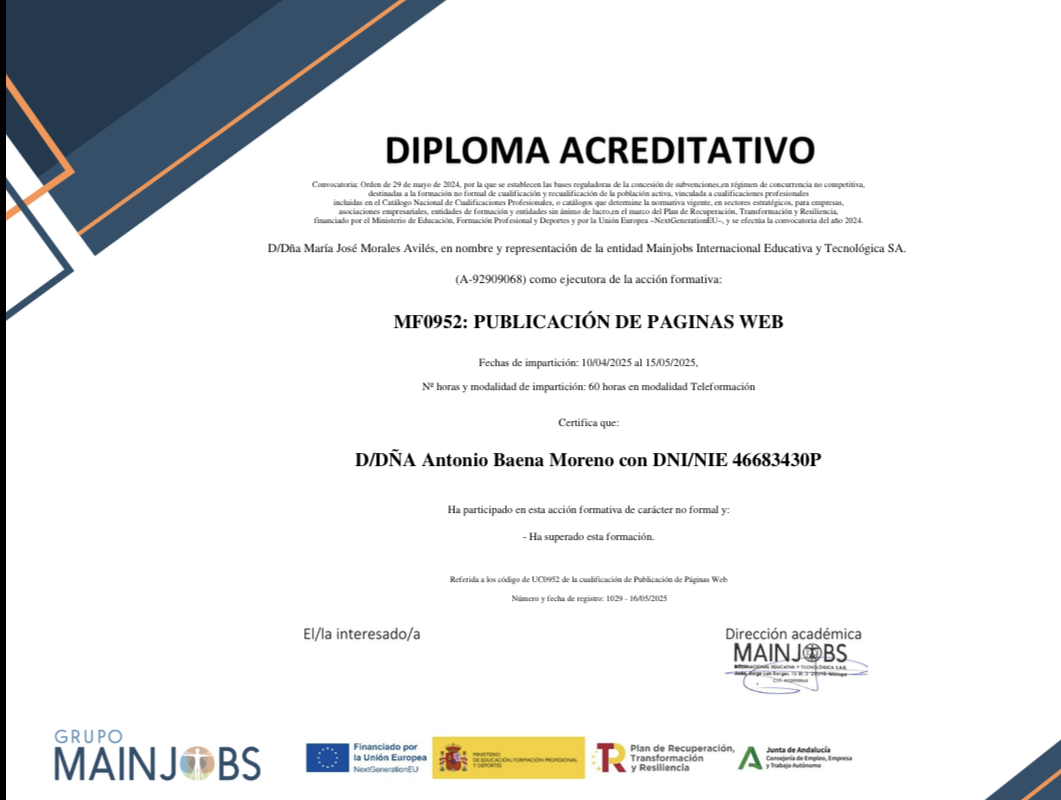 DIPLOMA ACREDITATIVO
Convocatoria: Orden de 29 de mayo de 2024, por la que se establecen las bases reguladoras de la concesión de subvenciones,en régimen de concurrencia no competitiva,
destinadas a la formación no formal de cualificación y recualificación de la población activa, vinculada a cualificaciones profesionales
incluidas en el Catálogo Nacional de Cualificaciones Profesionales, o catálogos que determine la normativa vigente, en sectores estratégicos, para empresas,
asociaciones empresariales, entidades de formación y entidades sin ánimo de lucro,en el marco del Plan de Recuperación, Transformación y Resiliencia,
financiado por el Ministerio de Educación, Formación Profesional y Deportes y por la Unión Europea –NextGenerationEU–, y se efectúa la convocatoria del año 2024.
D/Dña María José Morales Avilés, en nombre y representación de la entidad Mainjobs Internacional Educativa y Tecnológica SA.
(A-92909068) como ejecutora de la acción formativa:
MF0952: PUBLICACIÓN DE PAGINAS WEB
Fechas de impartición: 10/04/2025 al 15/05/2025,
Nº horas y modalidad de impartición: 60 horas en modalidad Teleformación
Certifica que:
D/DÑA Antonio Baena Moreno con DNI/NIE 46683430P
Ha participado en esta acción formativa de carácter no formal y:
- Ha superado esta formación.
Referida a los código de UC0952 de la cualificación de Publicación de Páginas Web
Número y fecha de registro: 1029 - 16/05/2025
El/la interesado/a
Dirección académica
MAINJOBS
INTERNACIONAL EDUCATIVA Y TECNOLÓGICA S.A.U.
GRUPO
MAINJOBS
Financiado por
la Unión Europea
NextGenerationEU
MINISTERIO
DE EDUCACIÓN, FORMACIÓN PROFESIONAL
Y DEPORTES
Plan de Recuperación,
Transformación
y Resiliencia
Junta de Andalucía
Consejería de Empleo, Empresa
y Trabajo Autónomo